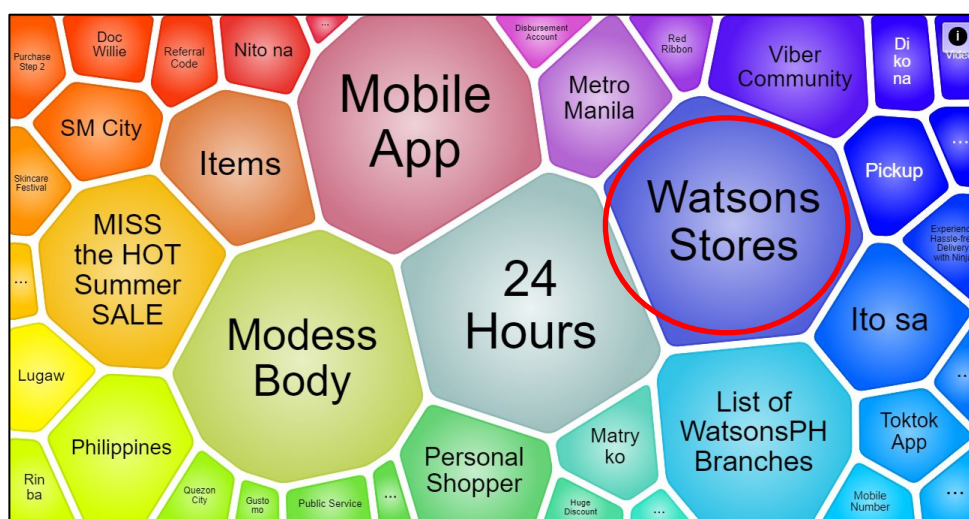 Purchase
Step 2
Doc
Willie
Referral
Code
Nito na
...
Disbursement
Account
Red
Ribbon
Viber
Community
Di
ko
na
i
Video
Mobile
App
Metro
Manila
SM City
Items
Skincare
Festival
Watsons
Stores
Pickup
...
MISS
the HOT
Summer
SALE
...
24
Hours
Experience
Hassle-free
Delivery
with Ninja
Ito sa
Modess
Body
Lugaw
...
Philippines
List of
WatsonsPH
Branches
Toktok
App
Personal
Shopper
Matry
ko
Rin
ba
Quezon
City
Gusto
mo
Public Service
...
Huge
Discount
...
Mobile
Number
...